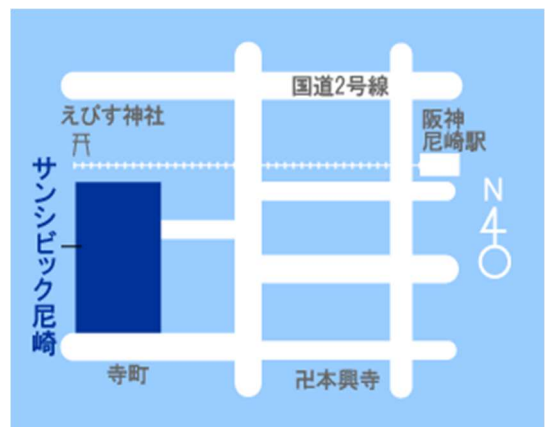 国道2号線
えびす神社
阪神
尼崎駅
サンシビック尼崎
N
寺町
卍本興寺